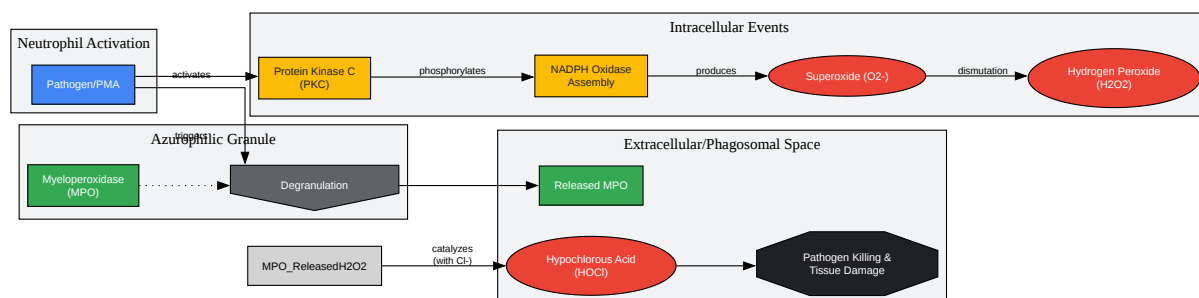 Neutrophil Activation
Pathogen/PMA
activates
triggers
Intracellular Events
Protein Kinase C
(PKC)
phosphorylates
NADPH Oxidase
Assembly
produces
Superoxide (O2-)
dismutation
Hydrogen Peroxide
(H2O2)
Azurophilic Granule
Myeloperoxidase
(MPO)
Degranulation
Extracellular/Phagosomal Space
Released MPO
MPO_ReleasedH2O2
catalyzes
(with Cl-)
Hypochlorous Acid
(HOCl)
Pathogen Killing &
Tissue Damage